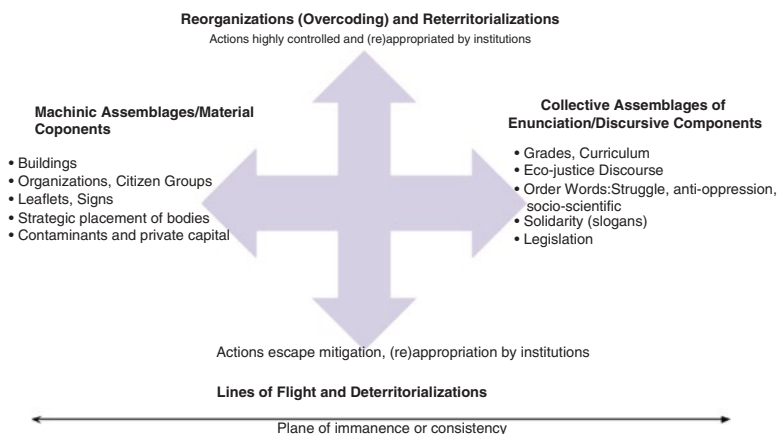 Reorganizations (Overcoding) and Reterritorializations
Actions highly controlled and (re)appropriated by institutions
Machinic Assemblages/Material
Coponents
• Buildings
• Organizations, Citizen Groups
• Leaflets, Signs
• Strategic placement of bodies
• Contaminants and private capital
Collective Assemblages of
Enunciation/Discursive Components
• Grades, Curriculum
• Eco-justice Discourse
• Order Words:Struggle, anti-oppression,
socio-scientific
• Solidarity (slogans)
• Legislation
Actions escape mitigation, (re)appropriation by institutions
Lines of Flight and Deterritorializations
Plane of immanence or consistency